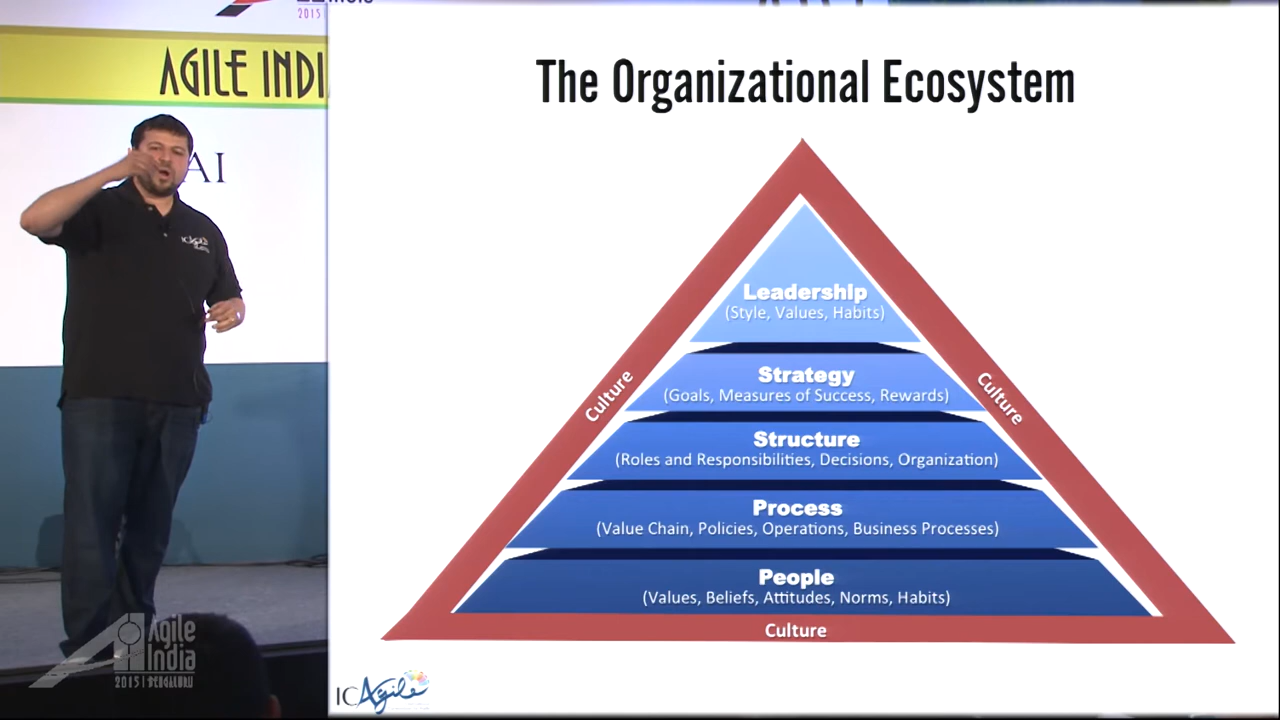 2015
AGILE INDI
AI
The Organizational Ecosystem
Leadership
(Style, Values, Habits)
Strategy
(Goals, Measures of Success, Rewards)
Culture
Culture
Structure
(Roles and Responsibilities, Decisions, Organization)
Process
(Value Chain, Policies, Operations, Business Processes)
People
(Values, Beliefs, Attitudes, Norms, Habits)
Culture
Agile
India
2015 | BENGALURU
ICAgile